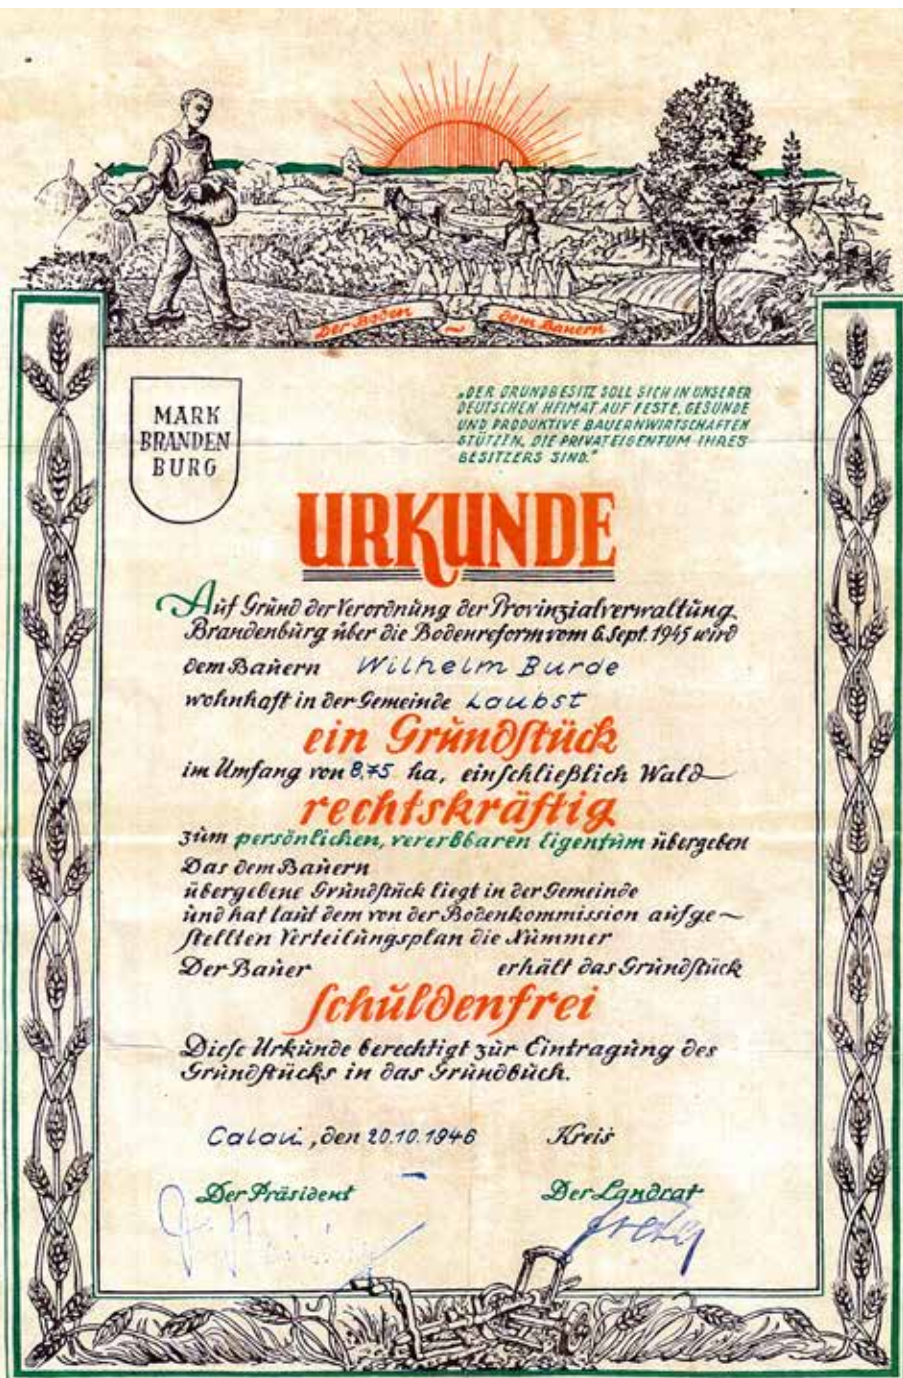 Der Boden ~ dem Bauern
MARK
BRANDEN
BURG
„DER GRUNDBESITZ SOLL SICH IN UNSERER
DEUTSCHEN HEIMAT AUF FESTE, GESUNDE
UND PRODUKTIVE BAUERNWIRTSCHAFTEN
STÜTZEN, DIE PRIVATEIGENTUM IHRES
BESITZERS SIND."
URKUNDE
Auf Grund der Verordnung der Provinzialverwaltung
Brandenburg über die Bodenreform vom 6. Sept. 1945 wird
dem Bauern Wilhelm Burde
wohnhaft in der Gemeinde Laubst
ein Grundstück
im Umfang von 8,75 ha, einschließlich Wald
rechtskräftig
zum persönlichen, vererbbaren Eigentum übergeben
Das dem Bauern
übergebene Grundstück liegt in der Gemeinde
und hat laut dem von der Bodenkommission aufge~
stellten Verteilungsplan die Nummer
Der Bauer erhält das Grundstück
schuldenfrei
Diese Urkunde berechtigt zur Eintragung des
Grundstücks in das Grundbuch.
Calau, den 20.10.1946 Kreis
Der Präsident Der Landrat